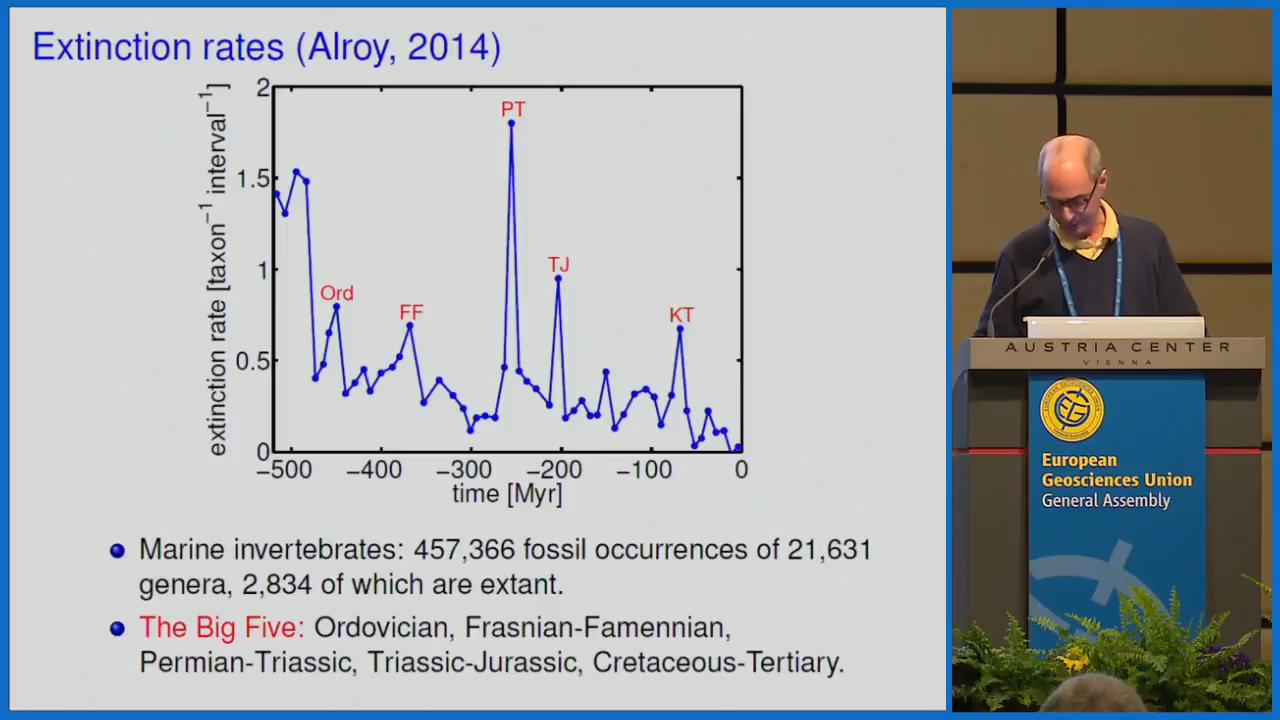 Extinction rates (Alroy, 2014)
extinction rate [taxon⁻¹ interval⁻¹]
2
1.5
1
0.5
0
PT
TJ
Ord
FF
KT
−500 −400 −300 −200 −100 0
time [Myr]
Marine invertebrates: 457,366 fossil occurrences of 21,631
genera, 2,834 of which are extant.
The Big Five: Ordovician, Frasnian-Famennian,
Permian-Triassic, Triassic-Jurassic, Cretaceous-Tertiary.
AUSTRIA CENTER
VIENNA
EGU
European
Geosciences Union
General Assembly